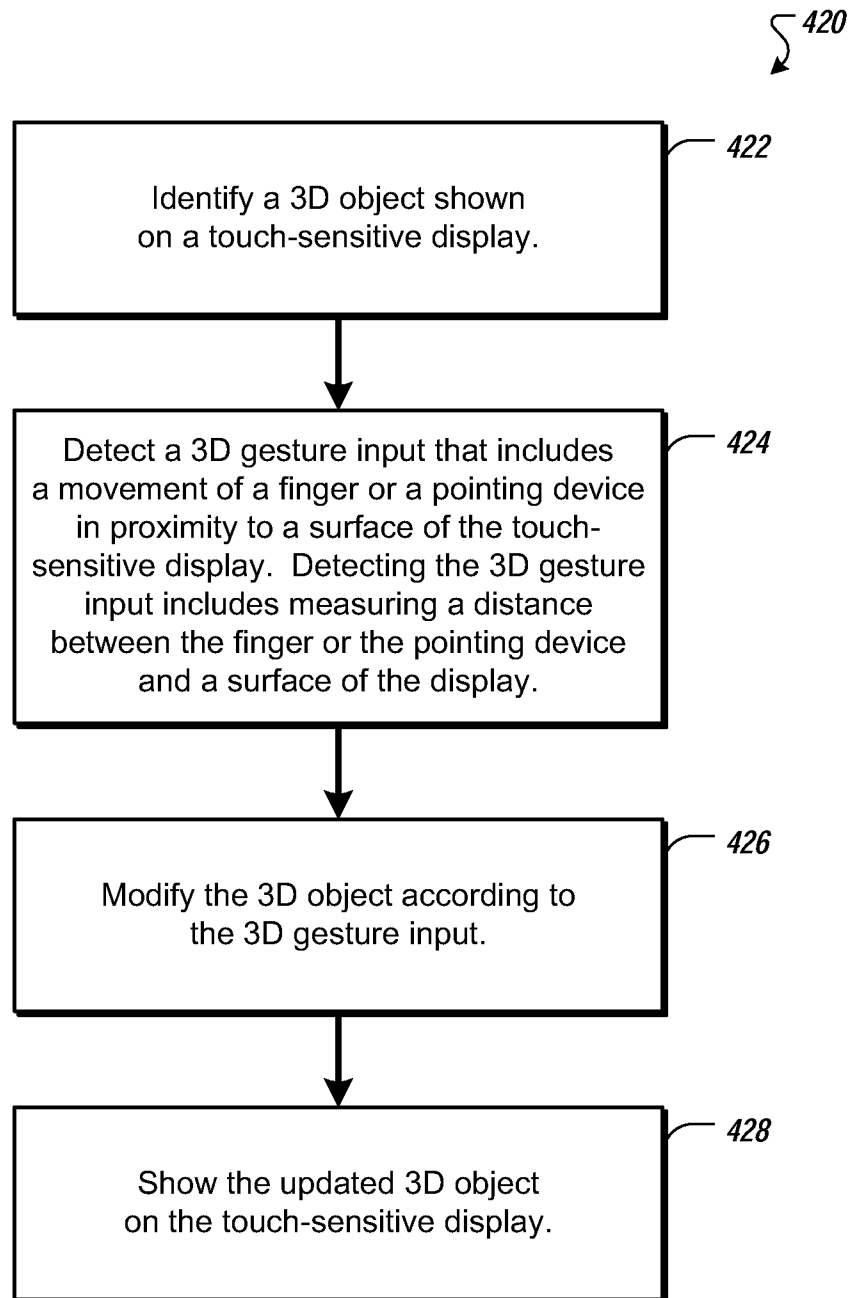 420
422
Identify a 3D object shown
on a touch-sensitive display.
424
Detect a 3D gesture input that includes
a movement of a finger or a pointing device
in proximity to a surface of the touch-
sensitive display.  Detecting the 3D gesture
input includes measuring a distance
between the finger or the pointing device
and a surface of the display.
426
Modify the 3D object according to
the 3D gesture input.
428
Show the updated 3D object
on the touch-sensitive display.